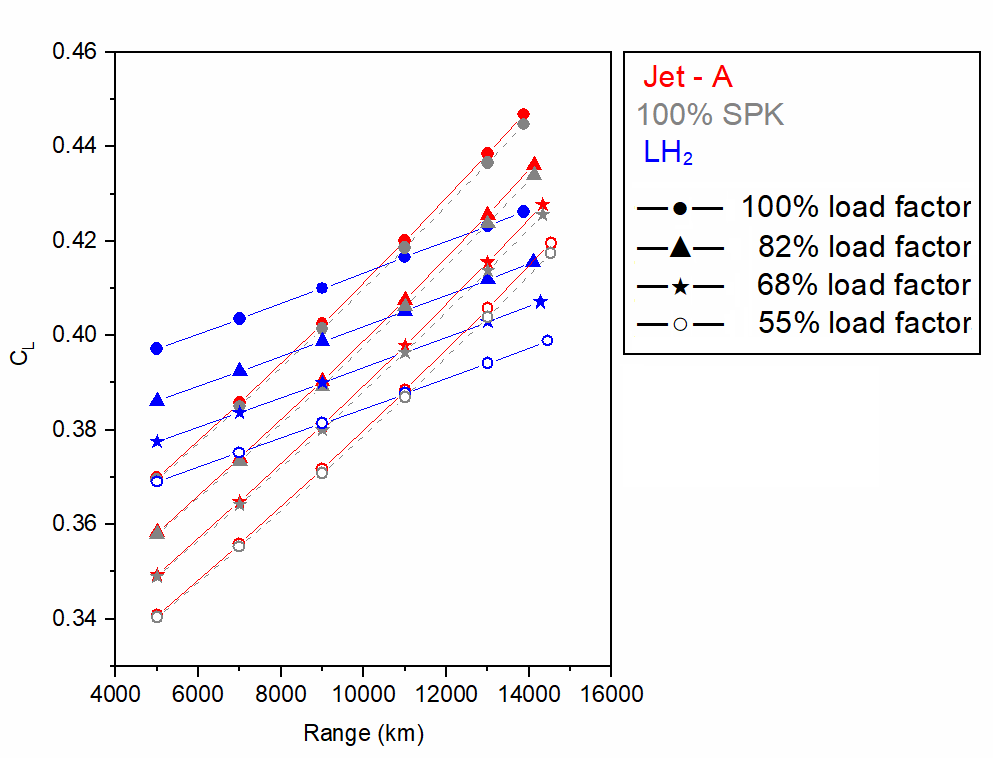 0.46
0.44
0.42
0.40
0.38
0.36
0.34
C_L
4000 6000 8000 10000 12000 14000 16000
Range (km)
Jet - A
100% SPK
LH₂
100% load factor
82% load factor
68% load factor
55% load factor